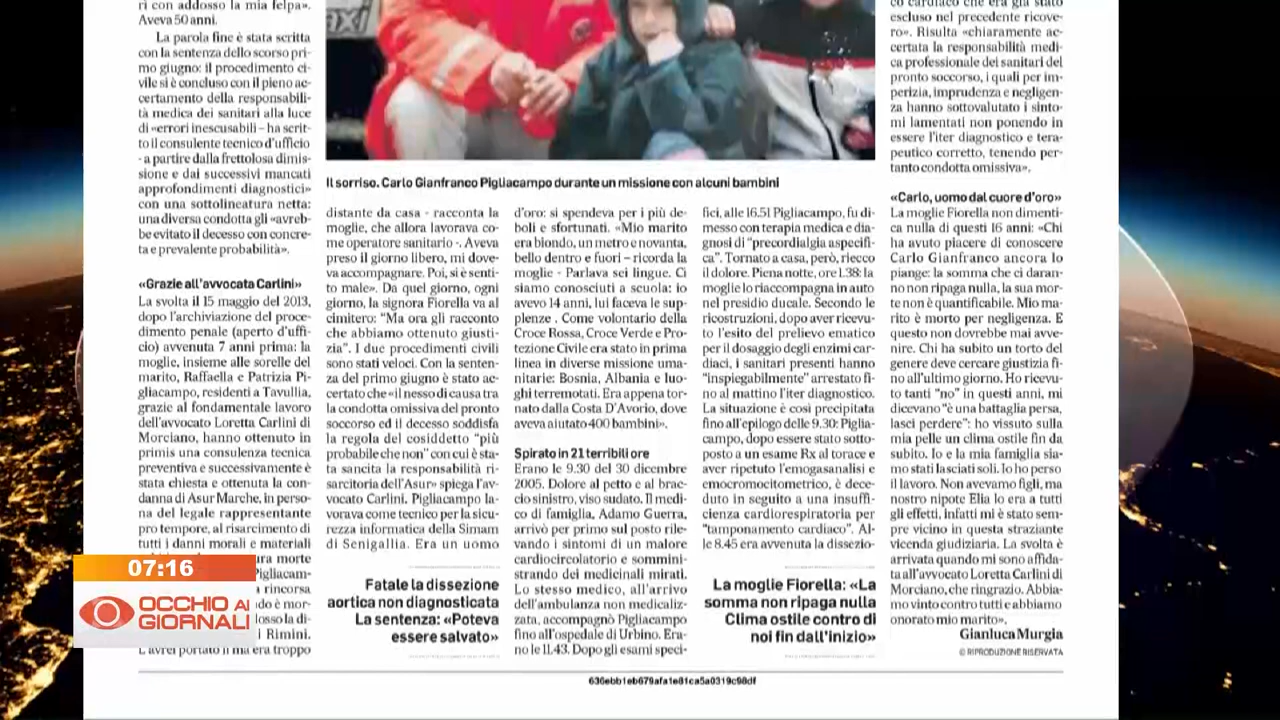 ri con addosso la mia felpa».
Aveva 50 anni.
La parola fine è stata scritta
con la sentenza dello scorso pri-
mo giugno: il procedimento ci-
vile si è concluso con il pieno ac-
certamento della responsabili-
tà medica dei sanitari alla luce
di «errori inescusabili - ha scrit-
to il consulente tecnico d'ufficio
- a partire dalla frettolosa dimis-
sione e dai successivi mancati
approfondimenti diagnostici»
con una sottolineatura netta:
una diversa condotta gli «avreb-
be evitato il decesso con concre-
ta e prevalente probabilità».
«Grazie all'avvocata Carlini»
La svolta il 15 maggio del 2013,
dopo l'archiviazione del proce-
dimento penale (aperto d'uffi-
cio) avvenuta 7 anni prima: la
moglie, insieme alle sorelle del
marito, Raffaella e Patrizia Pi-
gliacampo, residenti a Tavullia,
grazie al fondamentale lavoro
dell'avvocato Loretta Carlini di
Morciano, hanno ottenuto in
primis una consulenza tecnica
preventiva e successivamente è
stata chiesta e ottenuta la con-
danna di Asur Marche, in perso-
na del legale rappresentante
pro tempore, al risarcimento di
tutti i danni morali e materiali
morte
Pigliacam-
a rincorsa
è mor-
losso la di-
i Rimini.
L'avrei portato lì ma era troppo
axi
Il sorriso. Carlo Gianfranco Pigliacampo durante un missione con alcuni bambini
distante da casa - racconta la
moglie, che allora lavorava co-
me operatore sanitario -. Aveva
preso il giorno libero, mi dove-
va accompagnare. Poi, si è senti-
to male». Da quel giorno, ogni
giorno, la signora Fiorella va al
cimitero: "Ma ora gli racconto
che abbiamo ottenuto giusti-
zia". I due procedimenti civili
sono stati veloci. Con la senten-
za del primo giugno è stato ac-
certato che «il nesso di causa tra
la condotta omissiva del pronto
soccorso ed il decesso soddisfa
la regola del cosiddetto "più
probabile che non" con cui è sta-
ta sancita la responsabilità ri-
sarcitoria dell'Asur» spiega l'av-
vocato Carlini. Pigliacampo la-
vorava come tecnico per la sicu-
rezza informatica della Simam
di Senigallia. Era un uomo
Fatale la dissezione
aortica non diagnosticata
La sentenza: «Poteva
essere salvato»
d'oro: si spendeva per i più de-
boli e sfortunati. «Mio marito
era biondo, un metro e novanta,
bello dentro e fuori – ricorda la
moglie - Parlava sei lingue. Ci
siamo conosciuti a scuola: io
avevo 14 anni, lui faceva le sup-
plenze . Come volontario della
Croce Rossa, Croce Verde e Pro-
tezione Civile era stato in prima
linea in diverse missione uma-
nitarie: Bosnia, Albania e luo-
ghi terremotati. Era appena tor-
nato dalla Costa D'Avorio, dove
aveva aiutato 400 bambini».
Spirato in 21 terribili ore
Erano le 9.30 del 30 dicembre
2005. Dolore al petto e al brac-
cio sinistro, viso sudato. Il medi-
co di famiglia, Adamo Guerra,
arrivò per primo sul posto rile-
vando i sintomi di un malore
cardiocircolatorio e sommini-
strando dei medicinali mirati.
Lo stesso medico, all'arrivo
dell'ambulanza non medicaliz-
zata, accompagnò Pigliacampo
fino all'ospedale di Urbino. Era-
no le 11.43. Dopo gli esami speci-
fici, alle 16.51 Pigliacampo, fu di-
messo con terapia medica e dia-
gnosi di "precordialgia aspecifi-
ca". Tornato a casa, però, riecco
il dolore. Piena notte, ore 1.38: la
moglie lo riaccompagna in auto
nel presidio ducale. Secondo le
ricostruzioni, dopo aver ricevu-
to l'esito del prelievo ematico
per il dosaggio degli enzimi car-
diaci, i sanitari presenti hanno
"inspiegabilmente" arrestato fi-
no al mattino l'iter diagnostico.
La situazione è così precipitata
fino all'epilogo delle 9.30: Piglia-
campo, dopo essere stato sotto-
posto a un esame Rx al torace e
aver ripetuto l'emogasanalisi e
emocromocitometrico, è dece-
duto in seguito a una insuffi-
cienza cardiorespiratoria per
"tamponamento cardiaco". Al-
le 8.45 era avvenuta la dissezio-
La moglie Fiorella: «La
somma non ripaga nulla
Clima ostile contro di
noi fin dall'inizio»
co cardiaco che era già stato
escluso nel precedente ricove-
ro». Risulta «chiaramente ac-
certata la responsabilità medi-
ca professionale dei sanitari del
pronto soccorso, i quali per im-
perizia, imprudenza e negligen-
za hanno sottovalutato i sinto-
mi lamentati non ponendo in
essere l'iter diagnostico e tera-
peutico corretto, tenendo per-
tanto condotta omissiva».
«Carlo, uomo dal cuore d'oro»
La moglie Fiorella non dimenti-
ca nulla di questi 16 anni: «Chi
ha avuto piacere di conoscere
Carlo Gianfranco ancora lo
piange: la somma che ci daran-
no non ripaga nulla, la sua mor-
te non è quantificabile. Mio ma-
rito è morto per negligenza. E
questo non dovrebbe mai avve-
nire. Chi ha subito un torto del
genere deve cercare giustizia fi-
no all'ultimo giorno. Ho ricevu-
to tanti "no" in questi anni, mi
dicevano "è una battaglia persa,
lasci perdere": ho vissuto sulla
mia pelle un clima ostile fin da
subito. Io e la mia famiglia sia-
mo stati lasciati soli. Io ho perso
il lavoro. Non avevamo figli, ma
nostro nipote Elia lo era a tutti
gli effetti, infatti mi è stato sem-
pre vicino in questa straziante
vicenda giudiziaria. La svolta è
arrivata quando mi sono affida-
ta all'avvocato Loretta Carlini di
Morciano, che ringrazio. Abbia-
mo vinto contro tutti e abbiamo
onorato mio marito».
Gianluca Murgia
© RIPRODUZIONE RISERVATA
07:16
OCCHIO AI
GIORNALI
636ebb1eb679afa1e81ca5a0319c98df